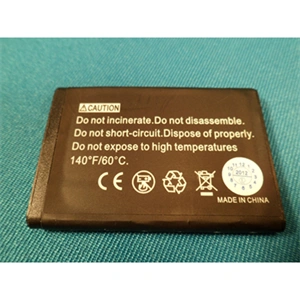 CAUTION
Do not incinerate.Do not disassemble.
Do not short-circuit.Dispose of properly.
Do not expose to high temperatures
140°F/60°C.
MADE IN CHINA